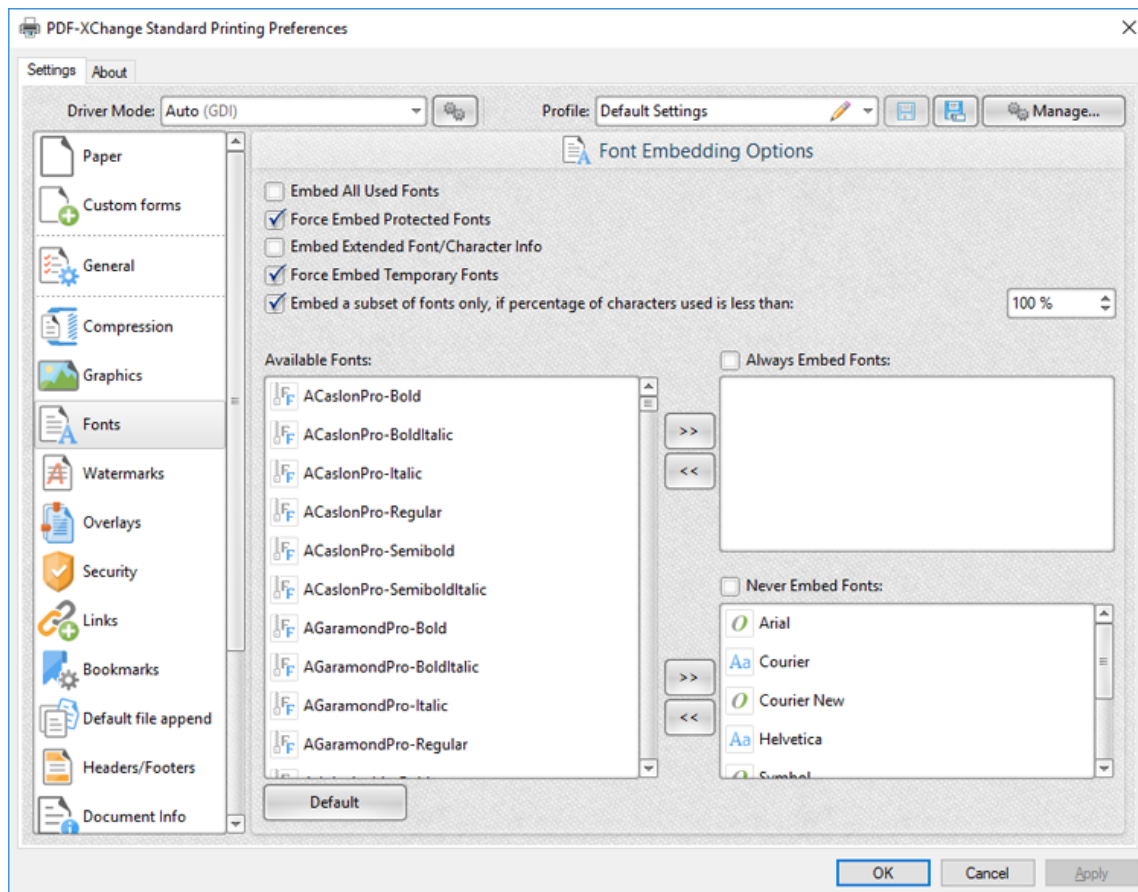 PDF-XChange Standard Printing Preferences
Settings About
Driver Mode: Auto (GDI) Profile: Default Settings Manage...
Paper
Custom forms
General
Compression
Graphics
Fonts
Watermarks
Overlays
Security
Links
Bookmarks
Default file append
Headers/Footers
Document Info
Font Embedding Options
Embed All Used Fonts
Force Embed Protected Fonts
Embed Extended Font/Character Info
Force Embed Temporary Fonts
Embed a subset of fonts only, if percentage of characters used is less than: 100 %
Available Fonts:
ACaslonPro-Bold
ACaslonPro-BoldItalic
ACaslonPro-Italic
ACaslonPro-Regular
ACaslonPro-Semibold
ACaslonPro-SemiboldItalic
AGaramondPro-Bold
AGaramondPro-BoldItalic
AGaramondPro-Italic
AGaramondPro-Regular
Default
>>
<<
>>
<<
Always Embed Fonts:
Never Embed Fonts:
Arial
Courier
Courier New
Helvetica
Symbol
OK Cancel Apply